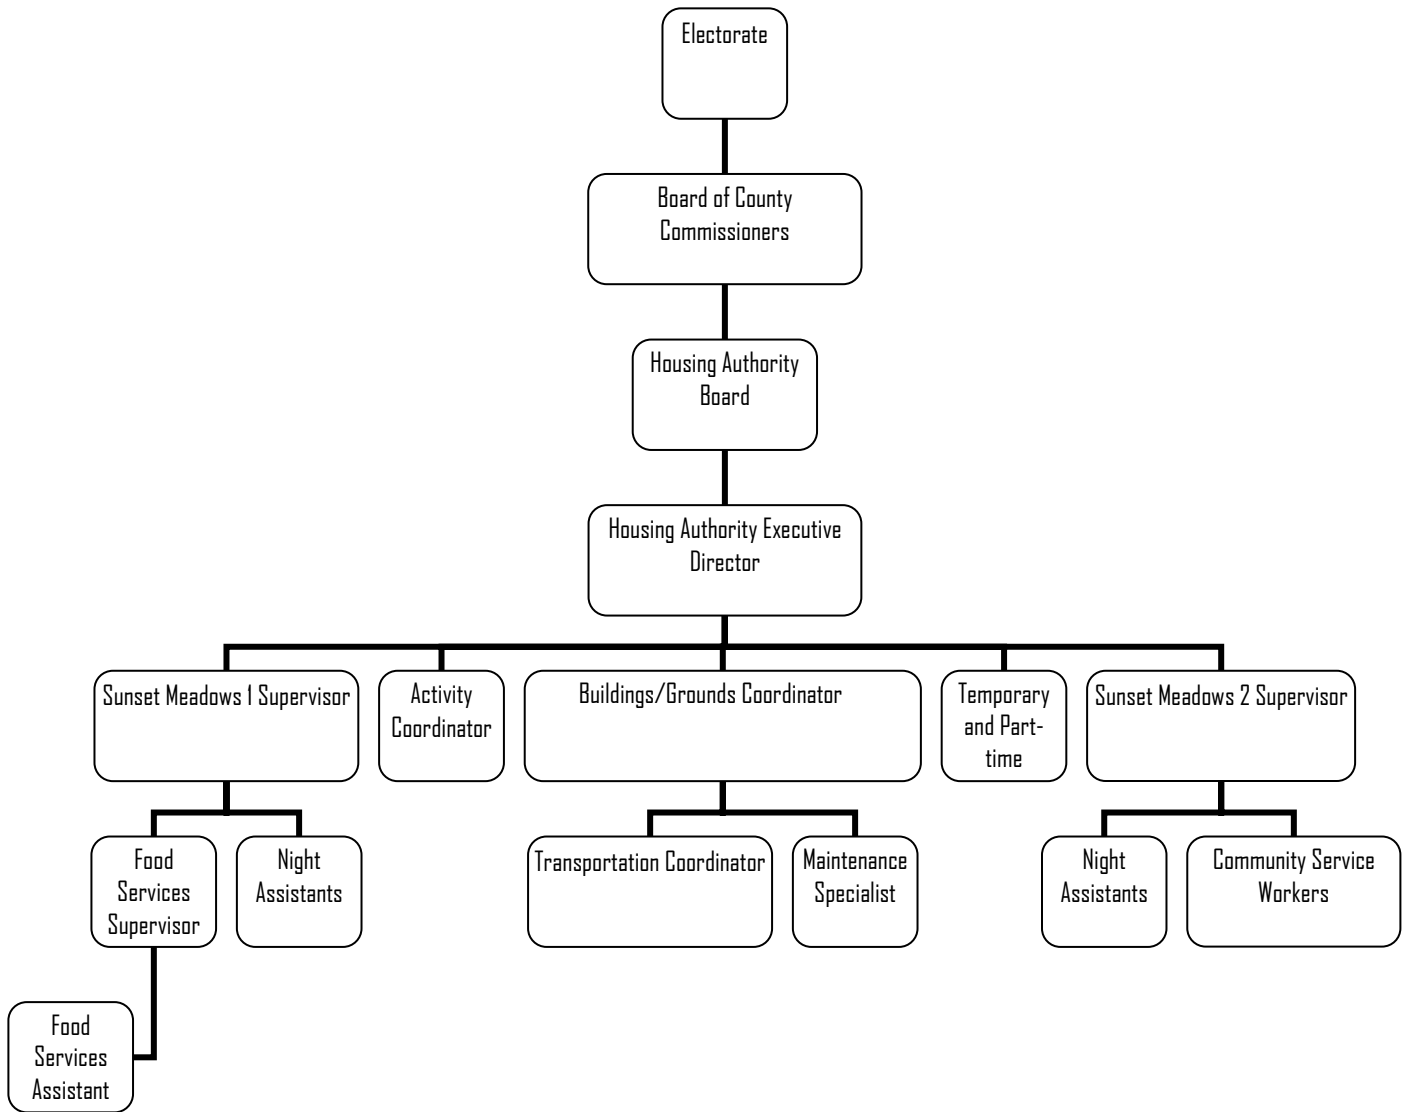 Electorate
Board of County
Commissioners
Housing Authority
Board
Housing Authority Executive
Director
Sunset Meadows 1 Supervisor
Activity
Coordinator
Buildings/Grounds Coordinator
Temporary
and Part-
time
Sunset Meadows 2 Supervisor
Food
Services
Supervisor
Night
Assistants
Transportation Coordinator
Maintenance
Specialist
Night
Assistants
Community Service
Workers
Food
Services
Assistant